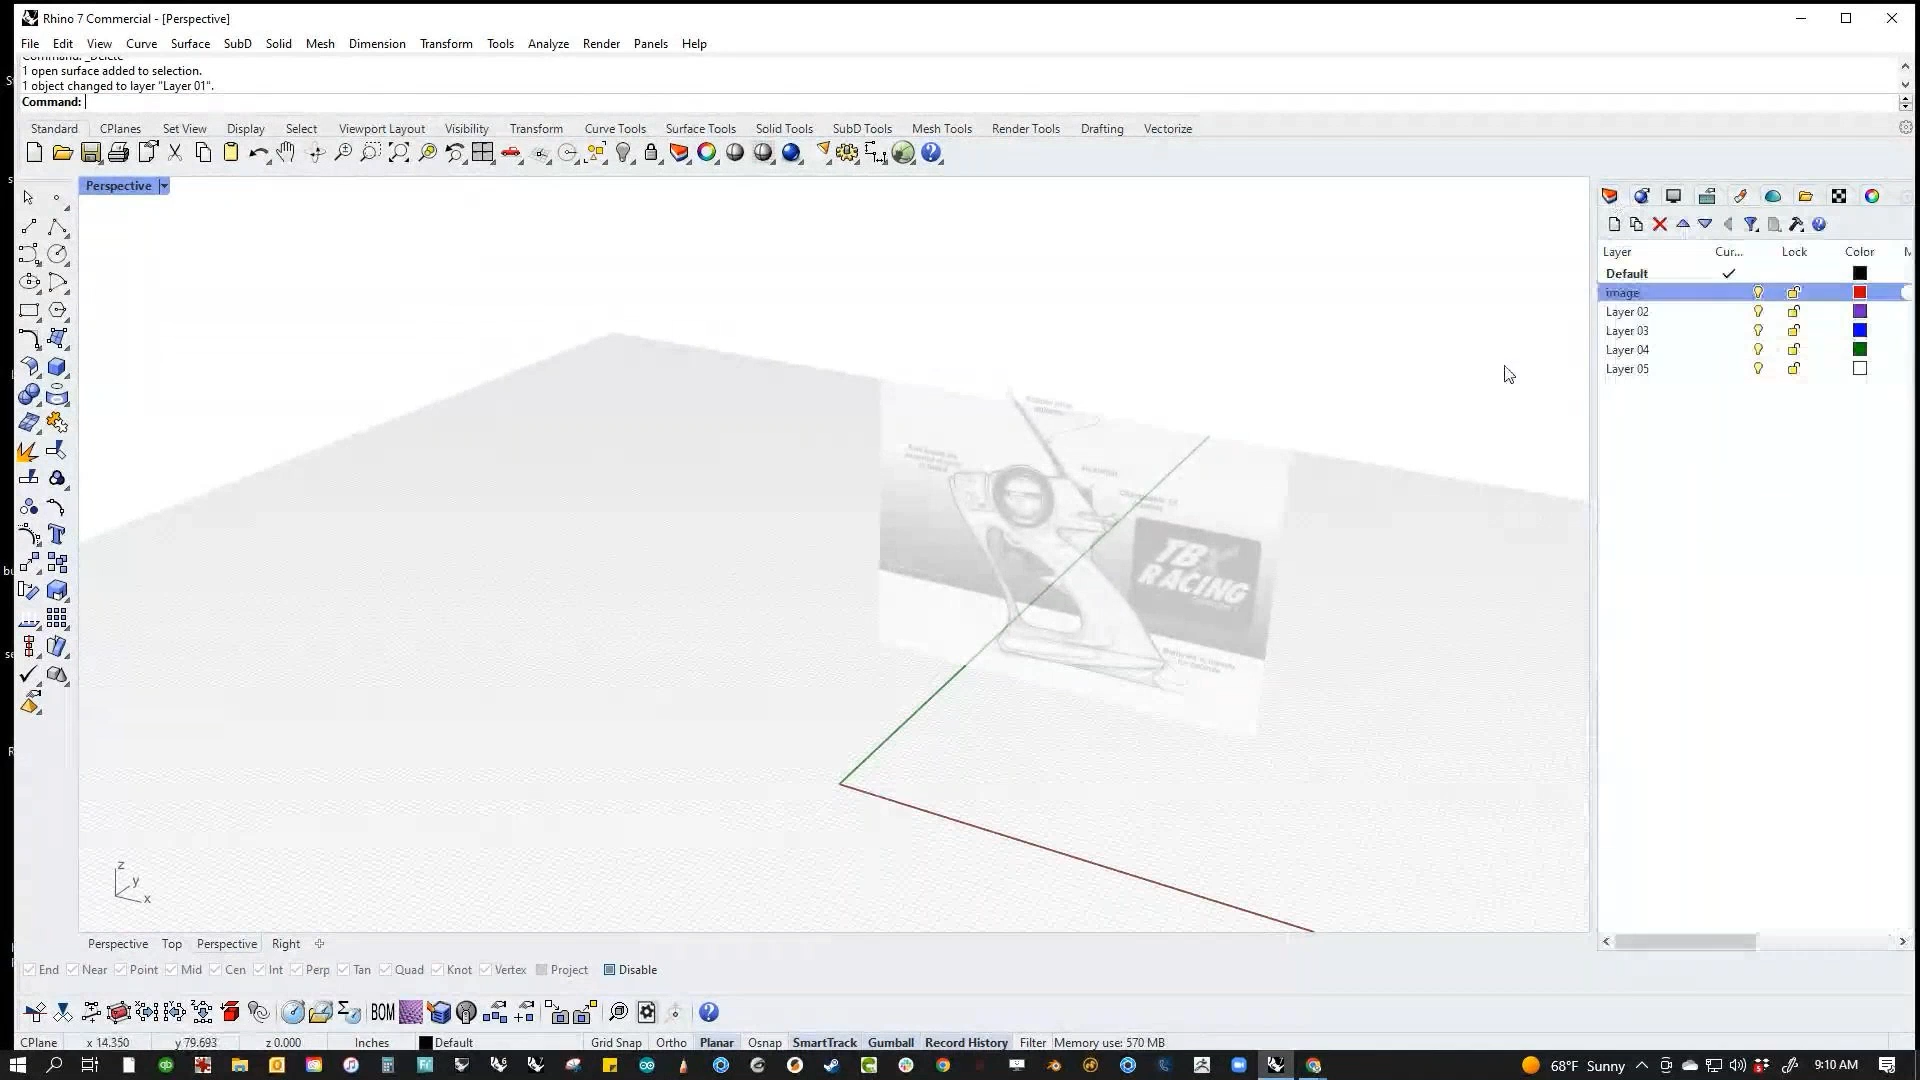 Rhino 7 Commercial - [Perspective]
File Edit View Curve Surface SubD Solid Mesh Dimension Transform Tools Analyze Render Panels Help
Command: _Delete
1 open surface added to selection.
1 object changed to layer "Layer 01".
Command:
Standard CPlanes Set View Display Select Viewport Layout Visibility Transform Curve Tools Surface Tools Solid Tools SubD Tools Mesh Tools Render Tools Drafting Vectorize
Perspective
Layer Cur... Lock Color
Default
image
Layer 02
Layer 03
Layer 04
Layer 05
TBX
RACING
z
y
x
Perspective Top Perspective Right
End Near Point Mid Cen Int Perp Tan Quad Knot Vertex Project Disable
BOM
CPlane x 14.350 y 79.693 z 0.000 Inches Default Grid Snap Ortho Planar Osnap SmartTrack Gumball Record History Filter Memory use: 570 MB
68°F Sunny 9:10 AM